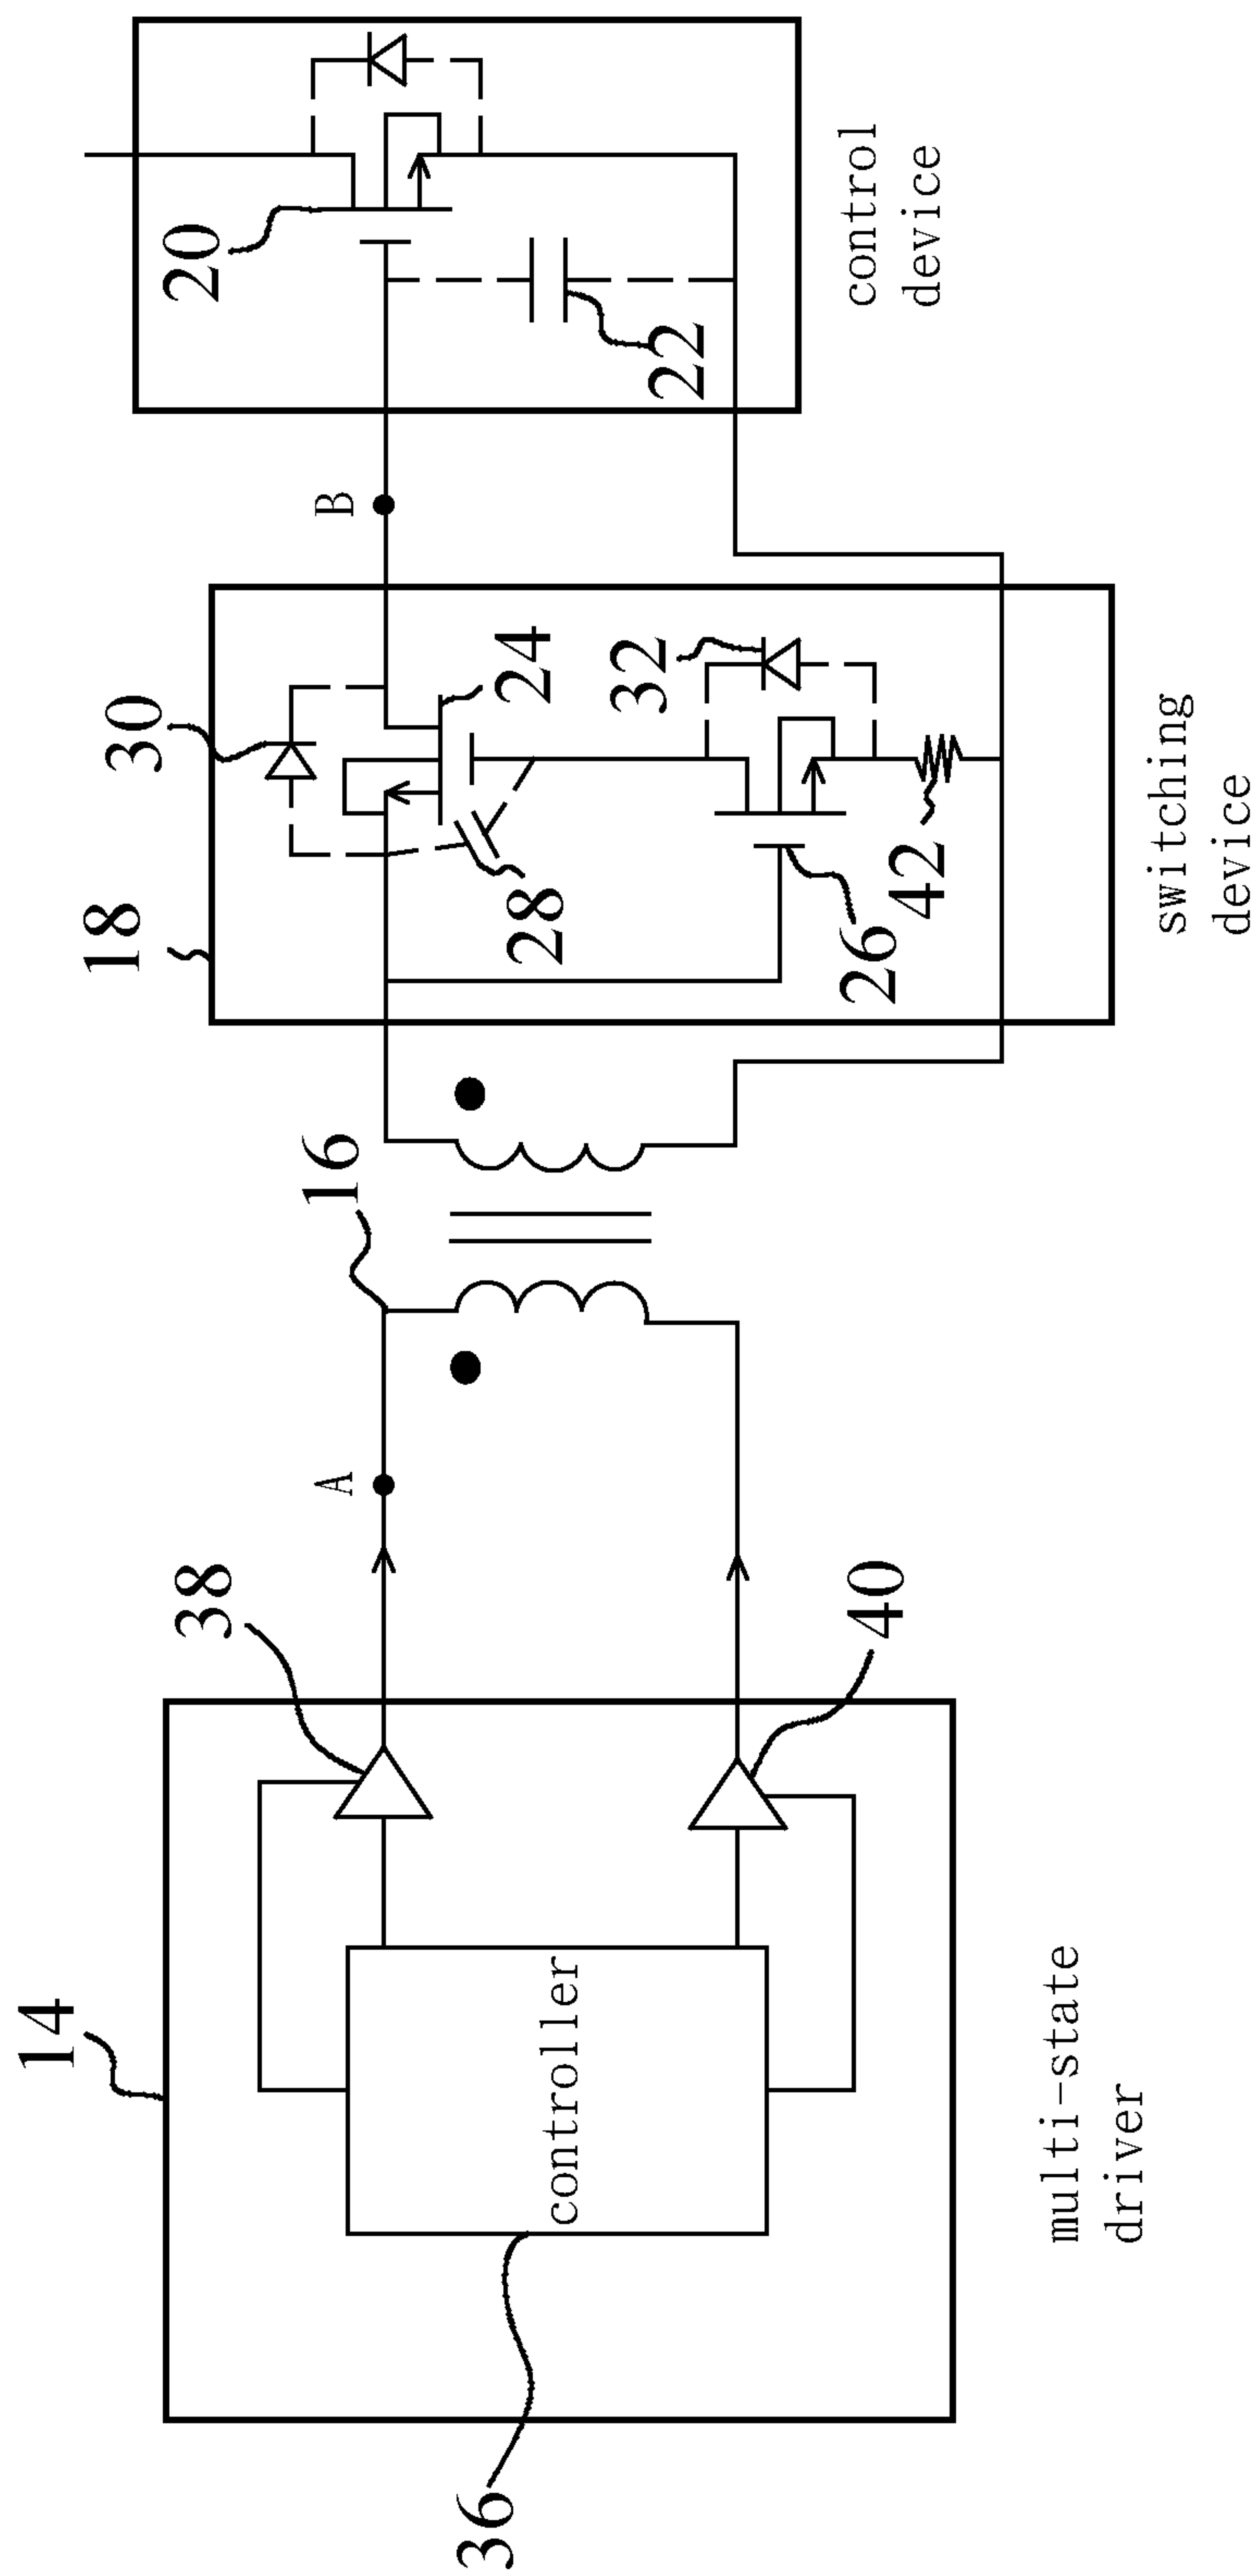 14
36
controller
38
40
multi-state
driver
A
16
18
30
28
24
26
32
42
switching
device
B
20
22
control
device